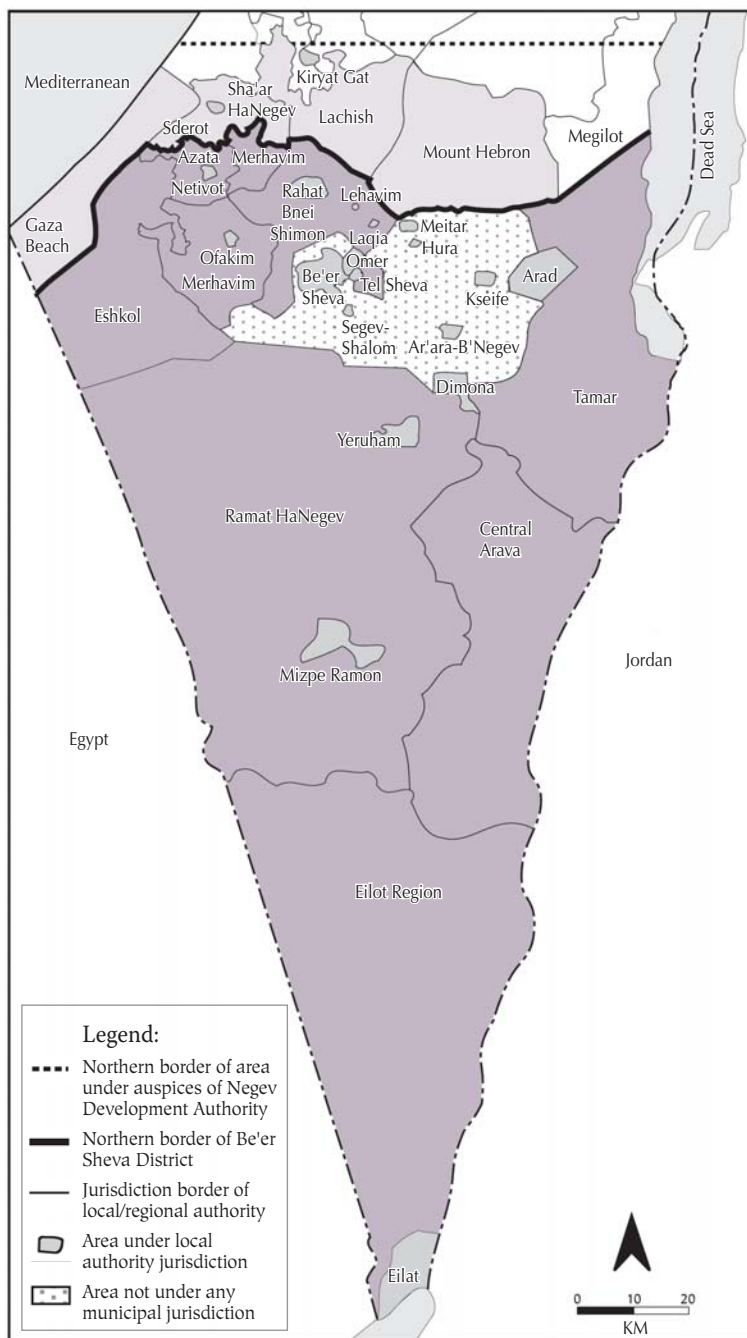 Mediterranean
Kiryat Gat
Sha'ar
HaNegev
Lachish
Sderot
Azata
Merhavim
Netivot
Mount Hebron
Megilot
Dead Sea
Gaza
Beach
Rahat
Bnei
Shimon
Lehavim
Laqia
Omer
Meitar
Hura
Ofakim
Merhavim
Be'er
Sheva
Tel Sheva
Kseife
Arad
Eshkol
Segev-
Shalom
Ar'ara-B'Negev
Dimona
Tamar
Yeruham
Ramat HaNegev
Central
Arava
Mizpe Ramon
Jordan
Egypt
Eilot Region
Eilat
Legend:
Northern border of area
under auspices of Negev
Development Authority
Northern border of Be'er
Sheva District
Jurisdiction border of
local/regional authority
Area under local
authority jurisdiction
Area not under any
municipal jurisdiction
0 10 20
KM